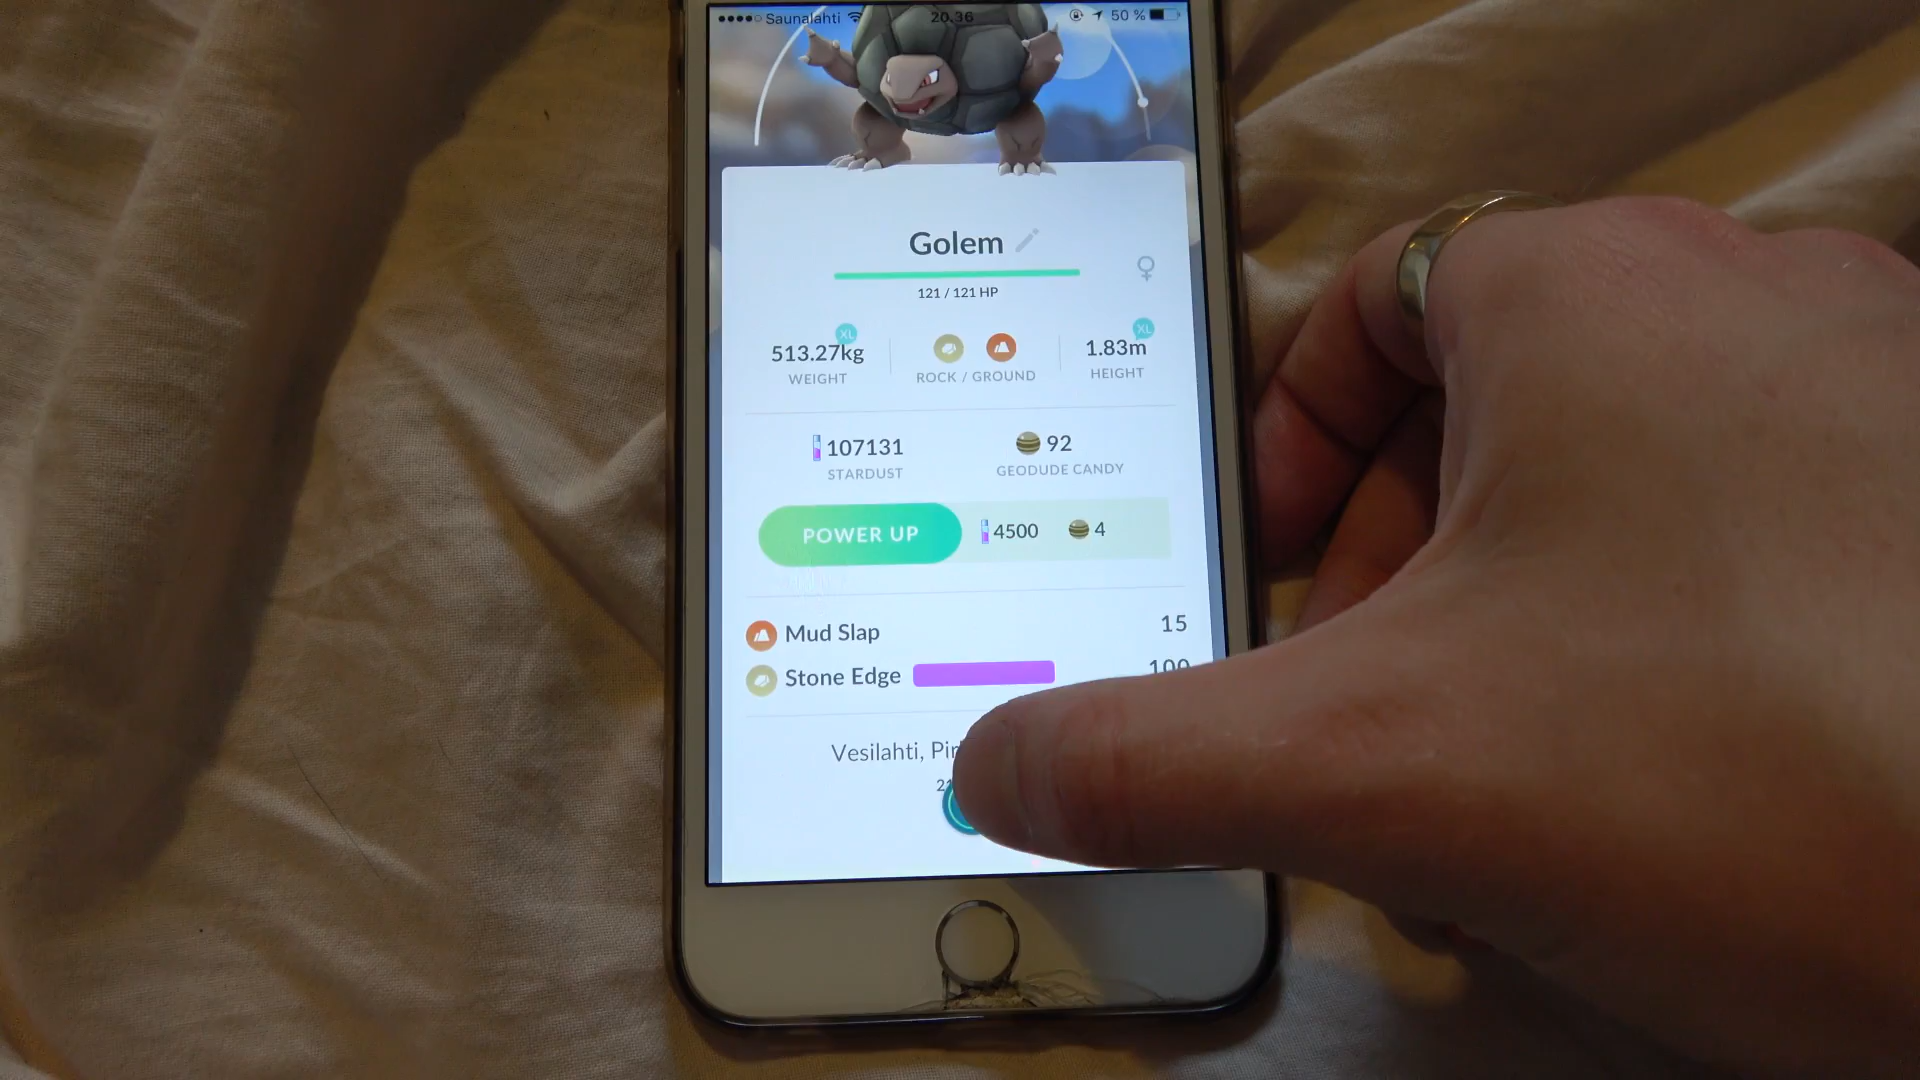 Saunalahti 20.36 50 %
Golem
121 / 121 HP
XL XL
513.27kg 1.83m
WEIGHT ROCK / GROUND HEIGHT
107131 92
STARDUST GEODUDE CANDY
POWER UP 4500 4
Mud Slap 15
Stone Edge 100
Vesilahti,